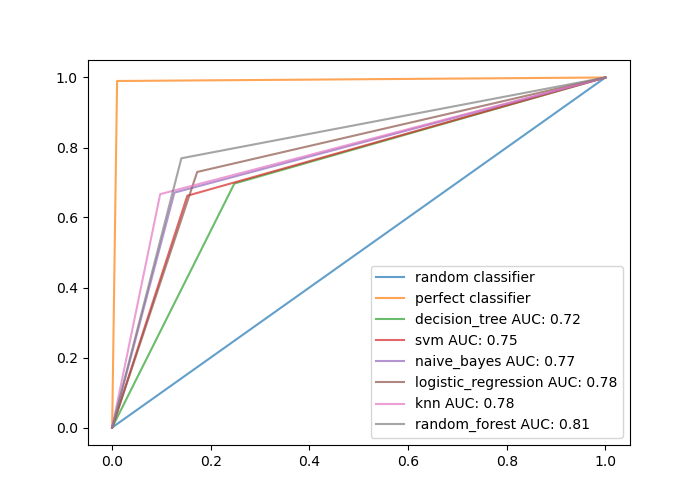 1.0
0.8
0.6
0.4
0.2
0.0
random classifier
perfect classifier
decision_tree AUC: 0.72
svm AUC: 0.75
naive_bayes AUC: 0.77
logistic_regression AUC: 0.78
knn AUC: 0.78
random_forest AUC: 0.81
0.0 0.2 0.4 0.6 0.8 1.0